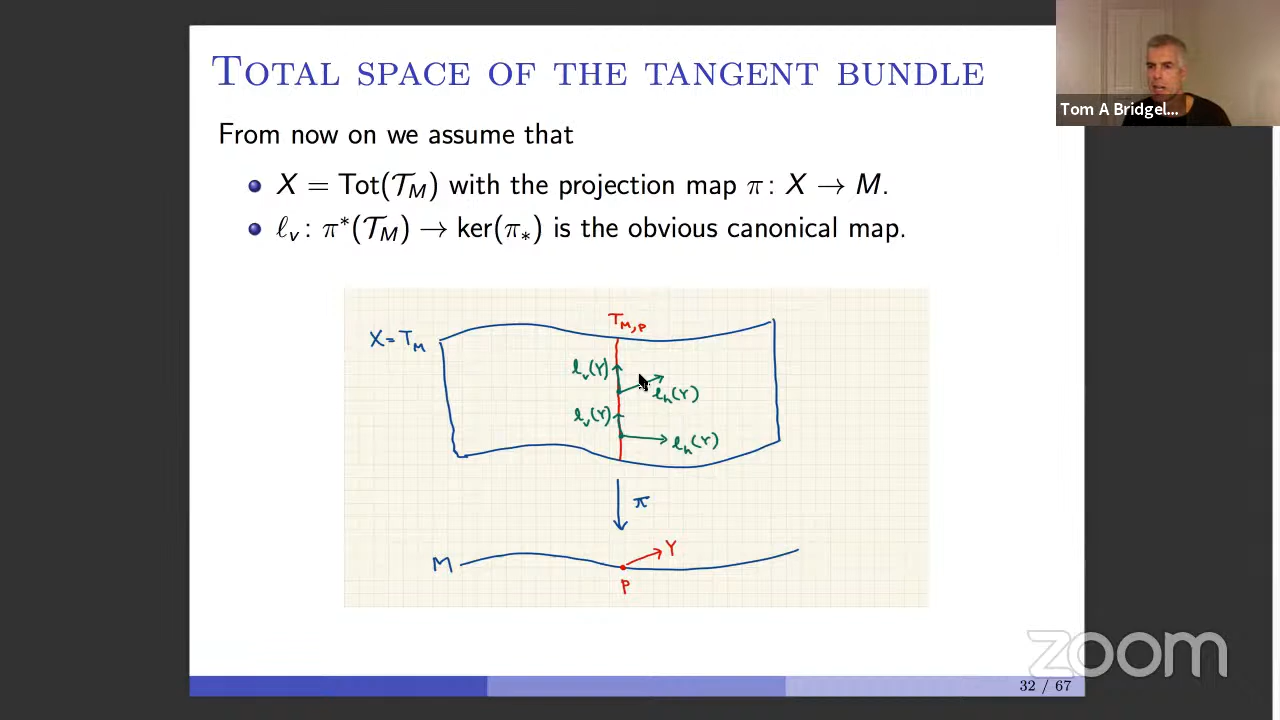 TOTAL SPACE OF THE TANGENT BUNDLE
Tom A Bridgel...
From now on we assume that
X = Tot(𝒯_M) with the projection map π: X → M.
ℓ_v: π*(𝒯_M) → ker(π_*) is the obvious canonical map.
T_{M,P}
X = T_M
l_v(Y)
l_h(Y)
l_v(Y)
l_h(Y)
π
Y
M
P
zoom
32 / 67